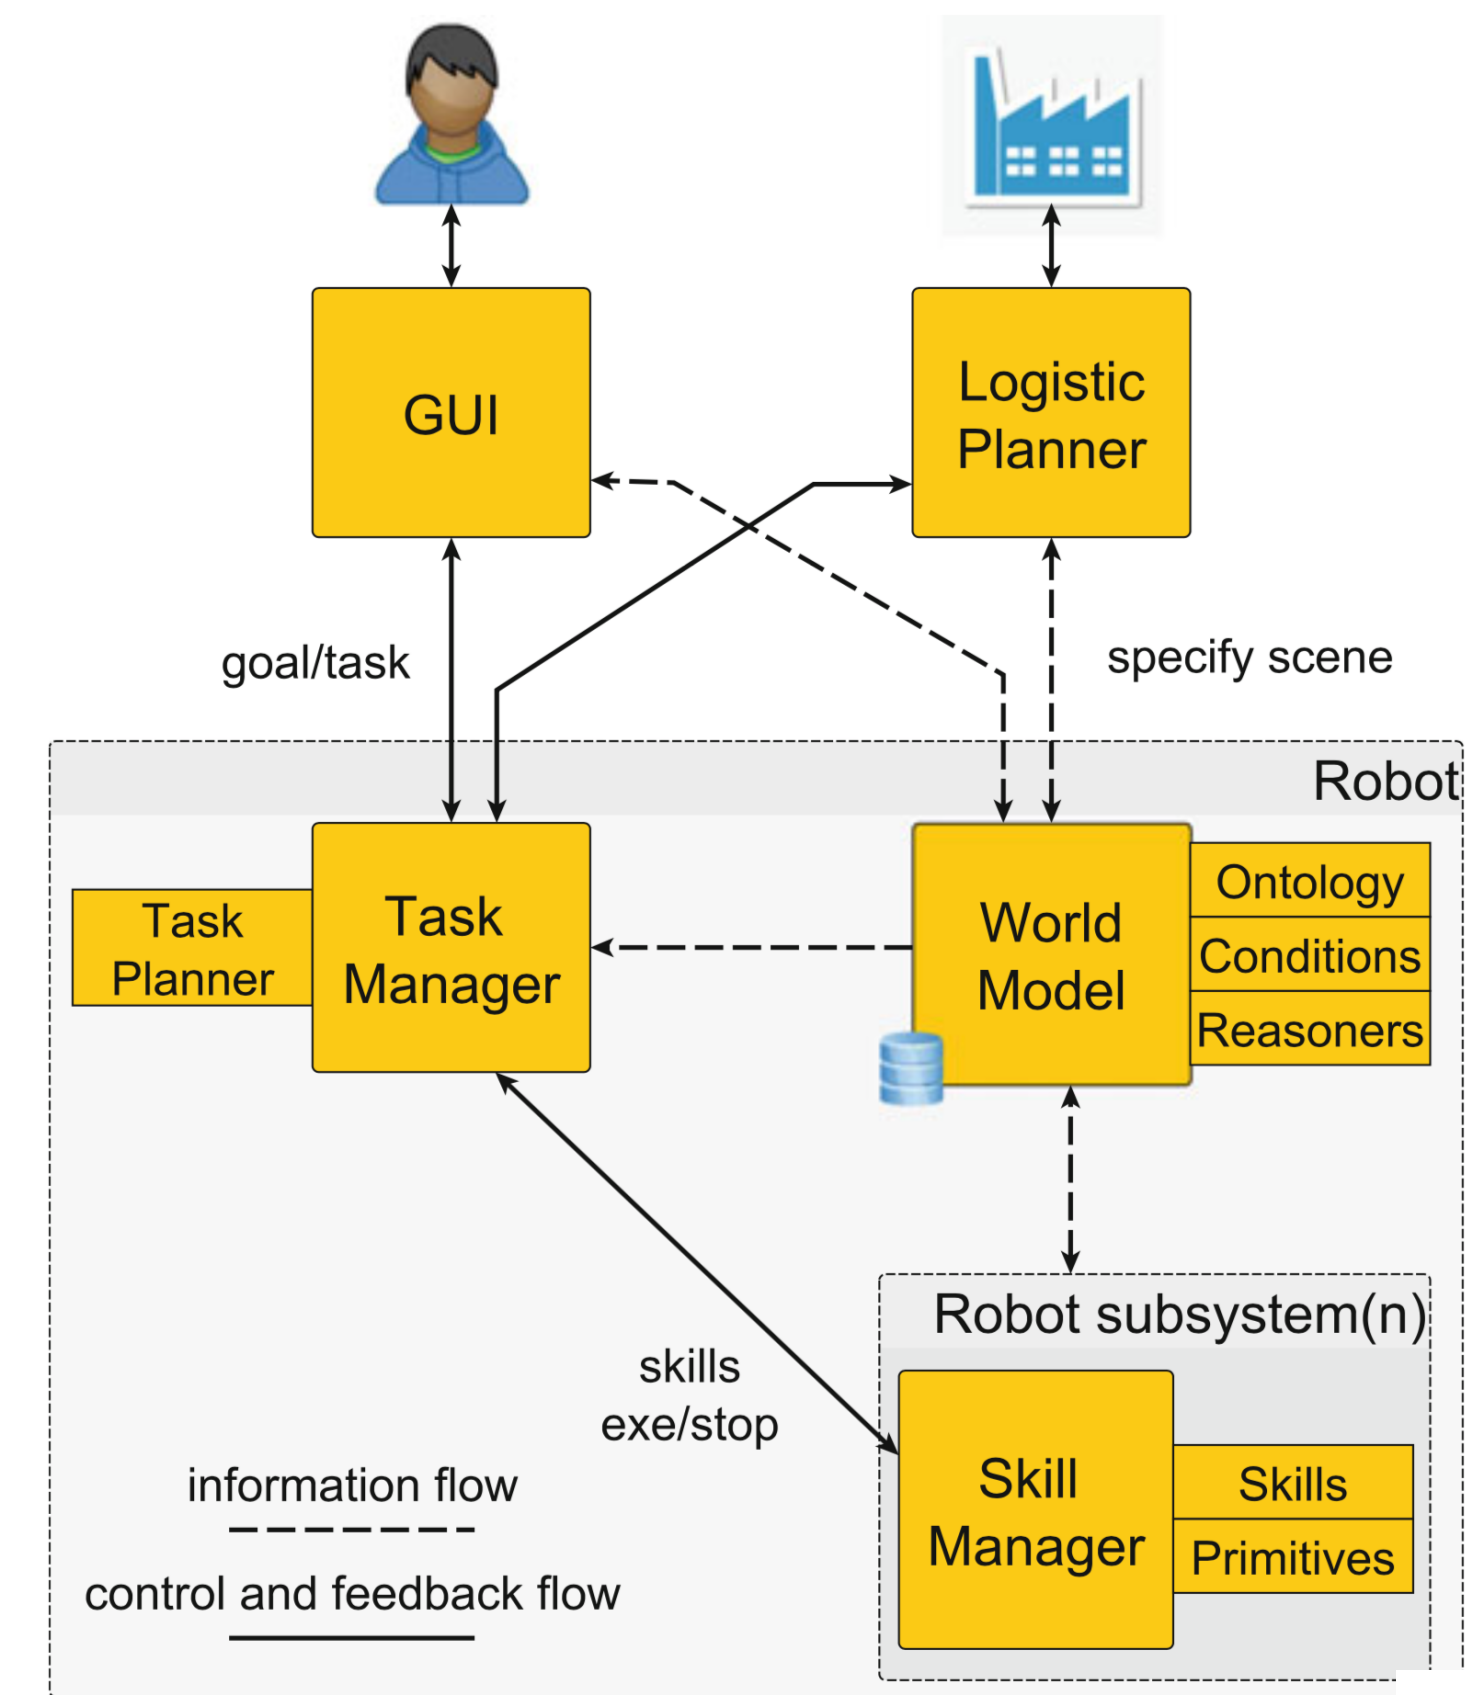 GUI
Logistic
Planner
goal/task
specify scene
Robot
Task
Planner
Task
Manager
World
Model
Ontology
Conditions
Reasoners
Robot subsystem(n)
skills
exe/stop
Skill
Manager
Skills
Primitives
information flow
control and feedback flow